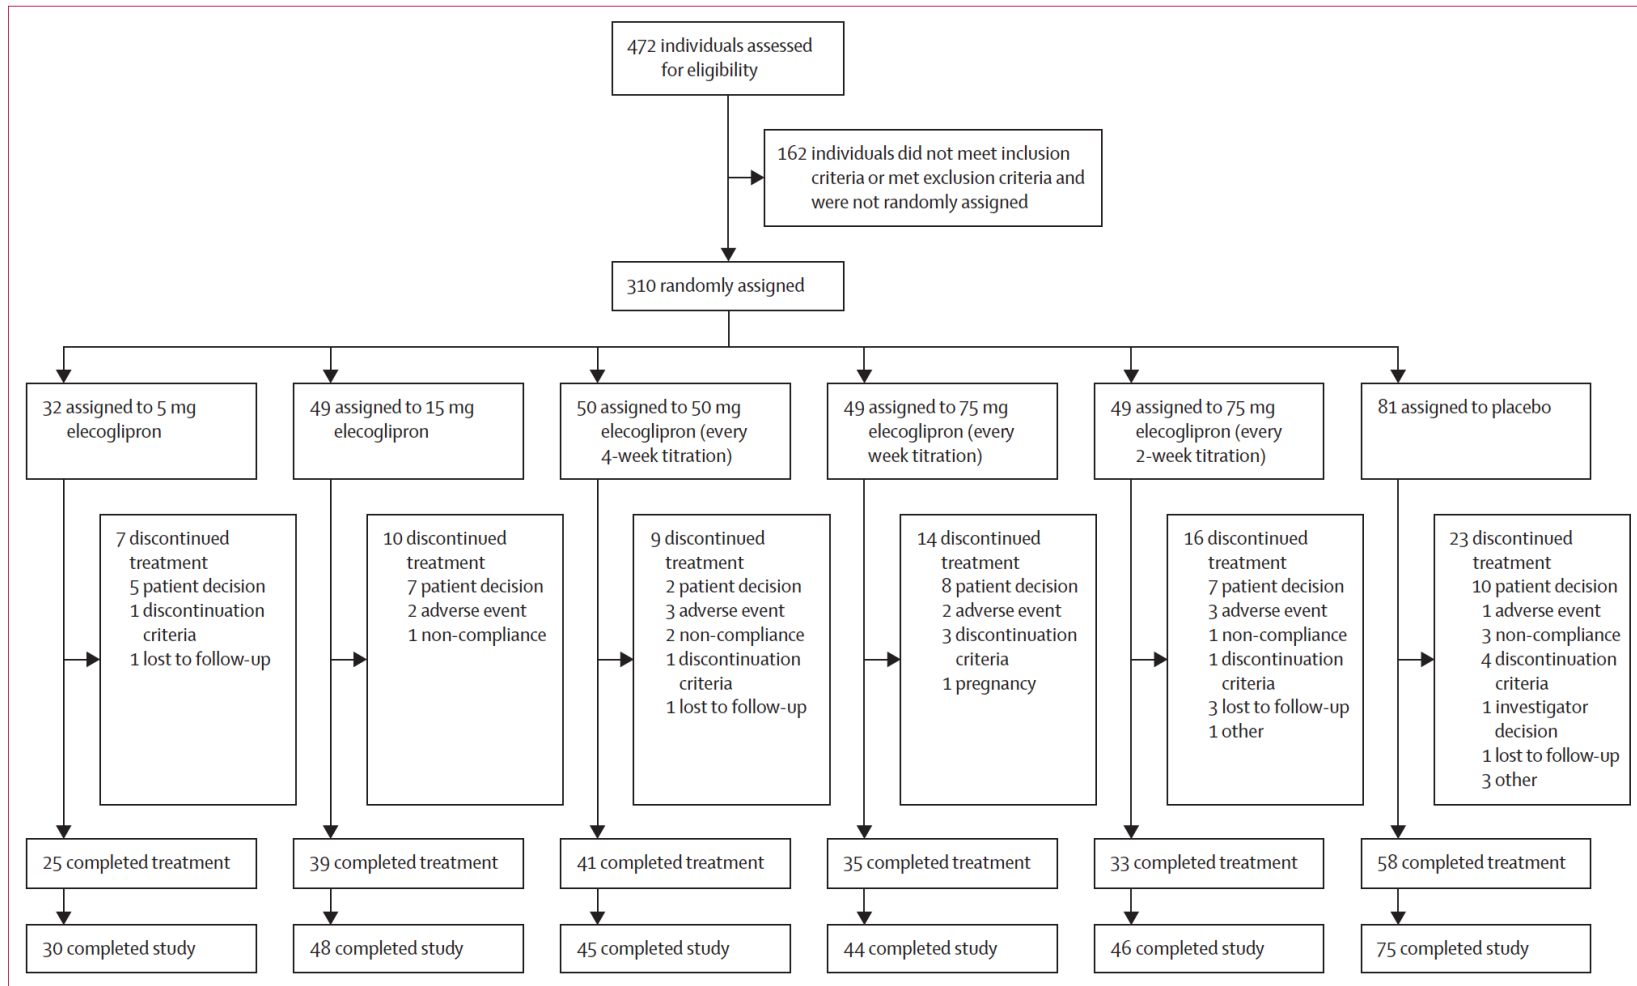 472 individuals assessed
for eligibility
162 individuals did not meet inclusion
criteria or met exclusion criteria and
were not randomly assigned
310 randomly assigned
32 assigned to 5 mg
elecoglipron
49 assigned to 15 mg
elecoglipron
50 assigned to 50 mg
elecoglipron (every
4-week titration)
49 assigned to 75 mg
elecoglipron (every
week titration)
49 assigned to 75 mg
elecoglipron (every
2-week titration)
81 assigned to placebo
7 discontinued
treatment
5 patient decision
1 discontinuation
criteria
1 lost to follow-up
10 discontinued
treatment
7 patient decision
2 adverse event
1 non-compliance
9 discontinued
treatment
2 patient decision
3 adverse event
2 non-compliance
1 discontinuation
criteria
1 lost to follow-up
14 discontinued
treatment
8 patient decision
2 adverse event
3 discontinuation
criteria
1 pregnancy
16 discontinued
treatment
7 patient decision
3 adverse event
1 non-compliance
1 discontinuation
criteria
3 lost to follow-up
1 other
23 discontinued
treatment
10 patient decision
1 adverse event
3 non-compliance
4 discontinuation
criteria
1 investigator
decision
1 lost to follow-up
3 other
25 completed treatment
39 completed treatment
41 completed treatment
35 completed treatment
33 completed treatment
58 completed treatment
30 completed study
48 completed study
45 completed study
44 completed study
46 completed study
75 completed study